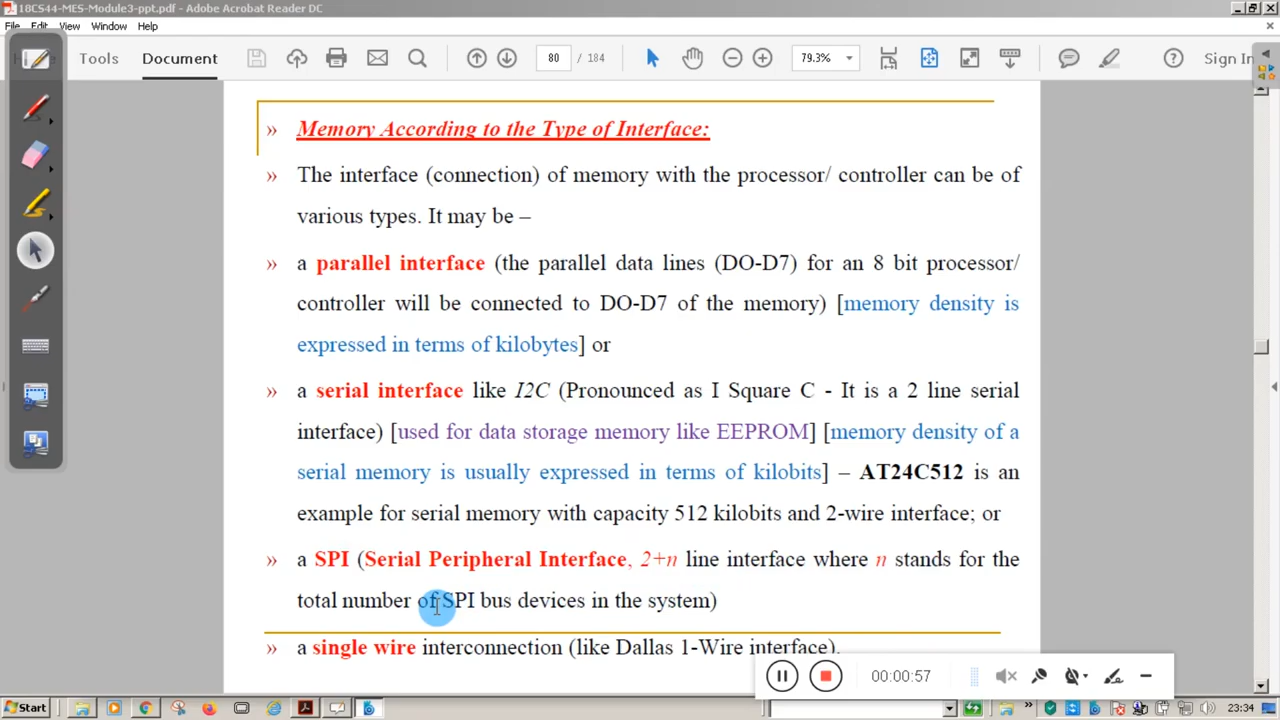 18CS44-MES-Module3-ppt.pdf - Adobe Acrobat Reader DC
File Edit View Window Help
Tools Document 80 / 184 79.3% Sign In
» Memory According to the Type of Interface:
» The interface (connection) of memory with the processor/ controller can be of
various types. It may be –
» a parallel interface (the parallel data lines (DO-D7) for an 8 bit processor/
controller will be connected to DO-D7 of the memory) [memory density is
expressed in terms of kilobytes] or
» a serial interface like I2C (Pronounced as I Square C - It is a 2 line serial
interface) [used for data storage memory like EEPROM] [memory density of a
serial memory is usually expressed in terms of kilobits] – AT24C512 is an
example for serial memory with capacity 512 kilobits and 2-wire interface; or
» a SPI (Serial Peripheral Interface, 2+n line interface where n stands for the
total number of SPI bus devices in the system)
» a single wire interconnection (like Dallas 1-Wire interface).
00:00:57
Start 23:34